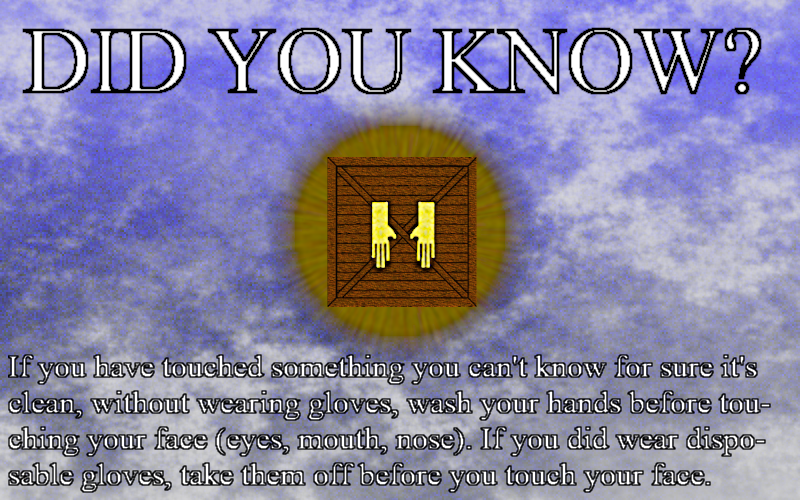 DID YOU KNOW?
If you have touched something you can't know for sure it's
clean, without wearing gloves, wash your hands before tou-
ching your face (eyes, mouth, nose). If you did wear dispo-
sable gloves, take them off before you touch your face.